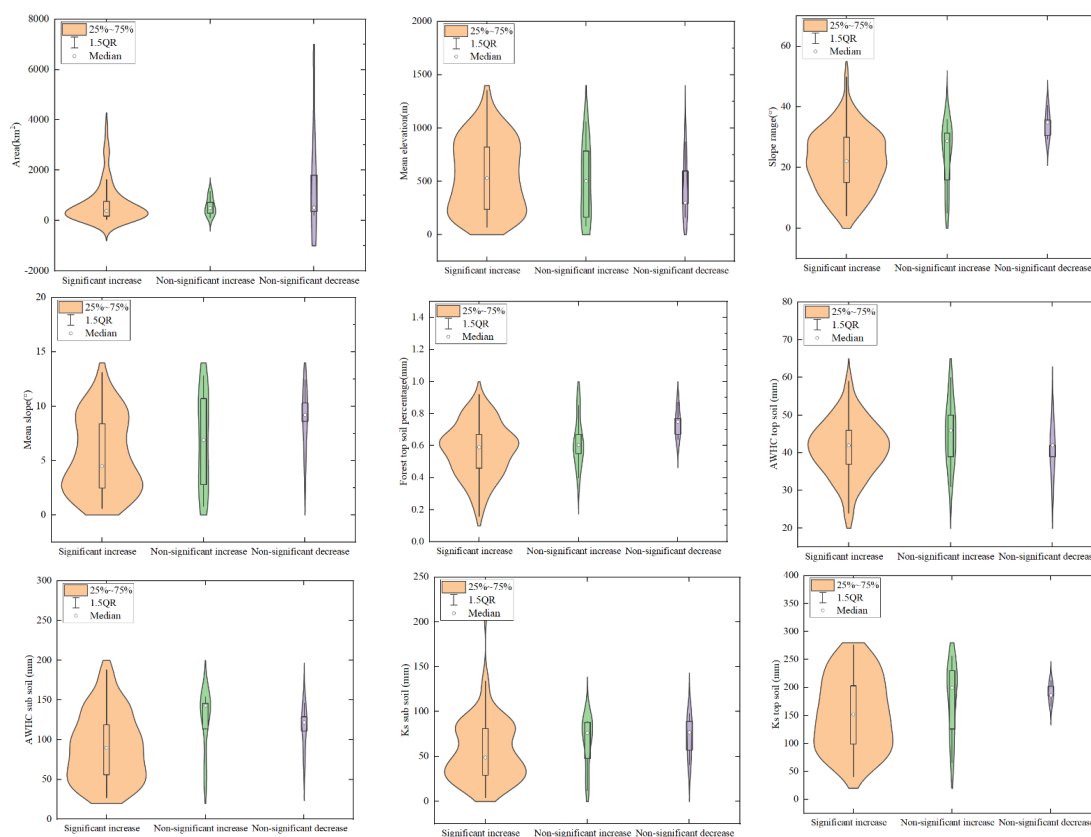 8000
6000
4000
2000
0
-2000
Area(km²)
25%~75%
1.5QR
Median
Significant increase Non-significant increase Non-significant decrease
2000
1500
1000
500
0
Mean elevation(m)
25%~75%
1.5QR
Median
Significant increase Non-significant increase Non-significant decrease
60
40
20
0
Slope range(°)
25%~75%
1.5QR
Median
Significant increase Non-significant increase Non-significant decrease
20
15
10
5
0
Mean slope(°)
25%~75%
1.5QR
Median
Significant increase Non-significant increase Non-significant decrease
1.4
1.2
1.0
0.8
0.6
0.4
0.2
0.0
Forest top soil percentage(mm)
25%~75%
1.5QR
Median
Significant increase Non-significant increase Non-significant decrease
80
70
60
50
40
30
20
AWHC top soil (mm)
25%~75%
1.5QR
Median
Significant increase Non-significant increase Non-significant decrease
300
250
200
150
100
50
0
AWHC sub soil (mm)
25%~75%
1.5QR
Median
Significant increase Non-significant increase Non-significant decrease
250
200
150
100
50
0
Ks sub soil (mm)
25%~75%
1.5QR
Median
Significant increase Non-significant increase Non-significant decrease
400
350
300
250
200
150
100
50
0
Ks top soil (mm)
25%~75%
1.5QR
Median
Significant increase Non-significant increase Non-significant decrease